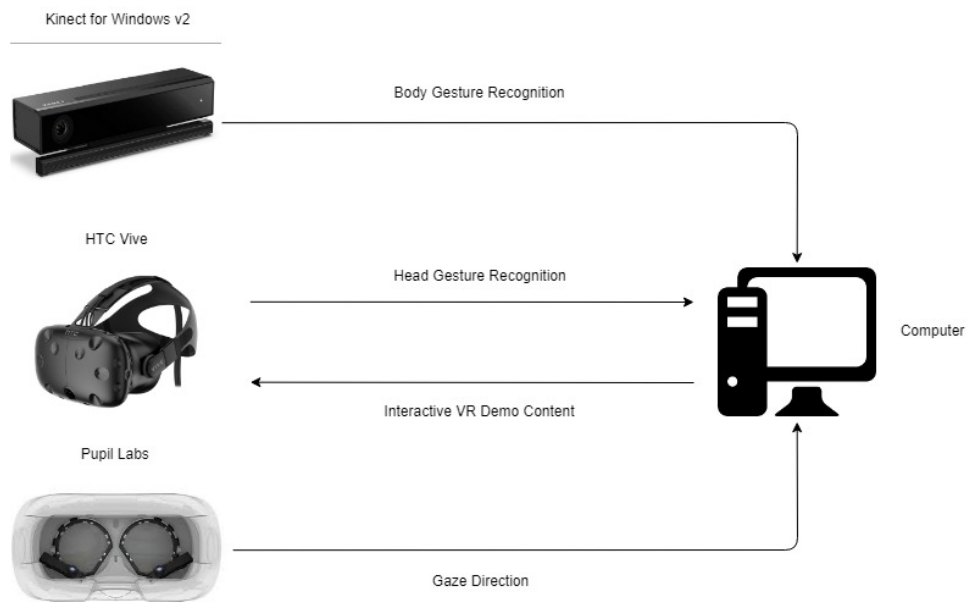 Kinect for Windows v2
Body Gesture Recognition
HTC Vive
Head Gesture Recognition
Computer
Interactive VR Demo Content
Pupil Labs
Gaze Direction